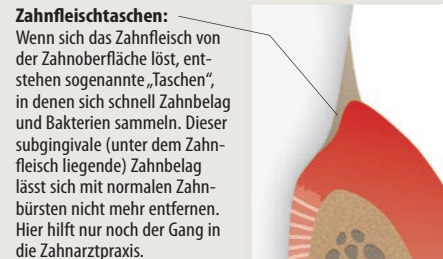 Zahnfleischtaschen:
Wenn sich das Zahnfleisch von
der Zahnoberfläche löst, ent-
stehen sogenannte „Taschen“,
in denen sich schnell Zahnbelag
und Bakterien sammeln. Dieser
subgingivale (unter dem Zahn-
fleisch liegende) Zahnbelag
lässt sich mit normalen Zahn-
bürsten nicht mehr entfernen.
Hier hilft nur noch der Gang in
die Zahnarztpraxis.